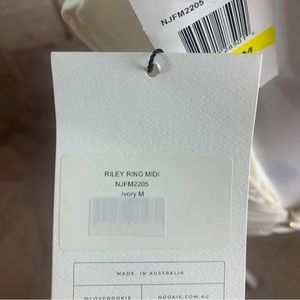 NJFM2205
RILEY RING MIDI
NJFM2205
Ivory M
MADE IN AUSTRALIA
@LOVENOOKIE
NOOKIE.COM.AU